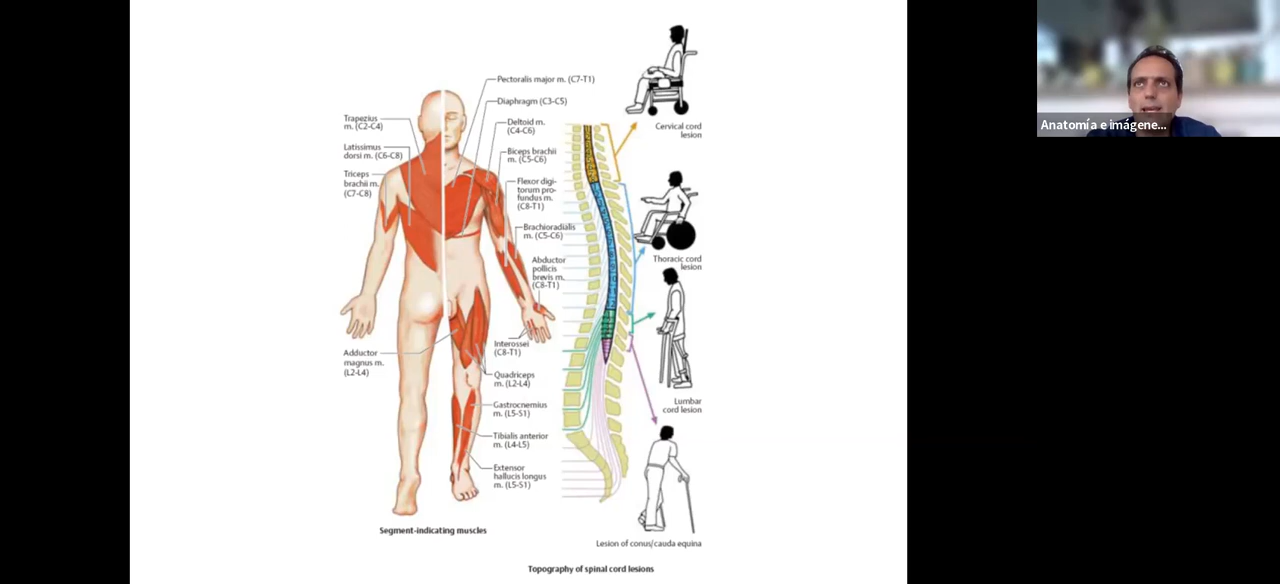 Pectoralis major m. (C7-T1)
Diaphragm (C3-C5)
Trapezius
m. (C2-C4)
Deltoid m.
(C4-C6)
Latissimus
dorsi m. (C6-C8)
Biceps brachii
m. (C5-C6)
Triceps
brachii m.
(C7-C8)
Flexor digi-
torum pro-
fundus m.
(C8-T1)
Brachioradialis
m. (C5-C6)
Abductor
pollicis
brevis m.
(C8-T1)
Interossei
(C8-T1)
Adductor
magnus m.
(L2-L4)
Quadriceps
m. (L2-L4)
Gastrocnemius
m. (L5-S1)
Tibialis anterior
m. (L4-L5)
Extensor
hallucis longus
m. (L5-S1)
Segment-indicating muscles
Cervical cord
lesion
Thoracic cord
lesion
Lumbar
cord lesion
Lesion of conus/cauda equina
Topography of spinal cord lesions
Anatomía e imágene...